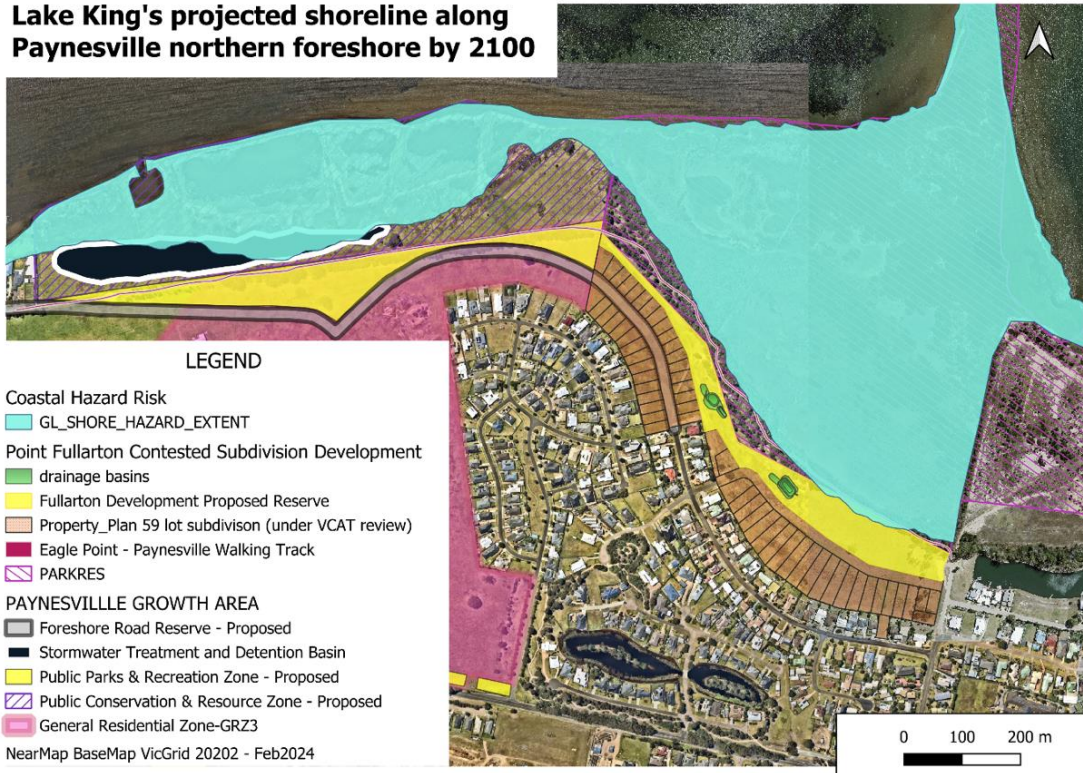 Lake King's projected shoreline along
Paynesville northern foreshore by 2100
LEGEND
Coastal Hazard Risk
GL_SHORE_HAZARD_EXTENT
Point Fullarton Contested Subdivision Development
drainage basins
Fullarton Development Proposed Reserve
Property_Plan 59 lot subdivison (under VCAT review)
Eagle Point - Paynesville Walking Track
PARKRES
PAYNESVILLLE GROWTH AREA
Foreshore Road Reserve - Proposed
Stormwater Treatment and Detention Basin
Public Parks & Recreation Zone - Proposed
Public Conservation & Resource Zone - Proposed
General Residential Zone-GRZ3
NearMap BaseMap VicGrid 20202 - Feb2024
0 100 200 m